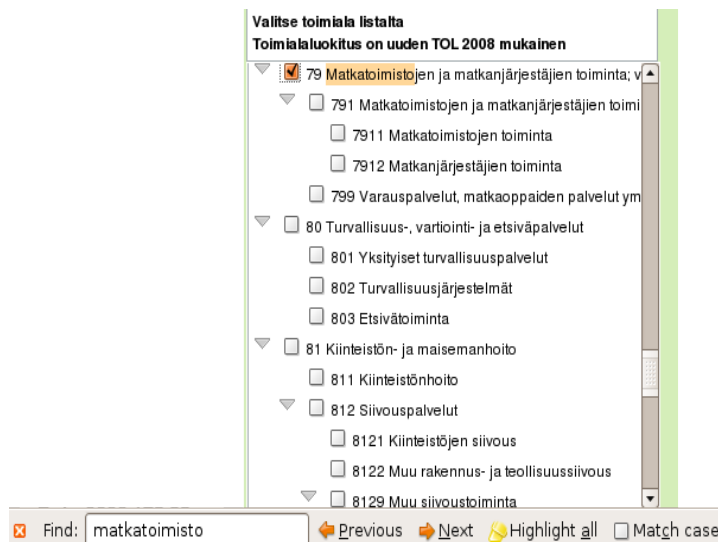 Valitse toimiala listalta
Toimialaluokitus on uuden TOL 2008 mukainen
79 Matkatoimistojen ja matkanjärjestäjien toiminta; v
791 Matkatoimistojen ja matkanjärjestäjien toimi
7911 Matkatoimistojen toiminta
7912 Matkanjärjestäjien toiminta
799 Varauspalvelut, matkaoppaiden palvelut ym
80 Turvallisuus-, vartiointi- ja etsiväpalvelut
801 Yksityiset turvallisuuspalvelut
802 Turvallisuusjärjestelmät
803 Etsivätoiminta
81 Kiinteistön- ja maisemanhoito
811 Kiinteistönhoito
812 Siivouspalvelut
8121 Kiinteistöjen siivous
8122 Muu rakennus- ja teollisuussiivous
8129 Muu siivoustoiminta
Find: matkatoimisto Previous Next Highlight all Match case